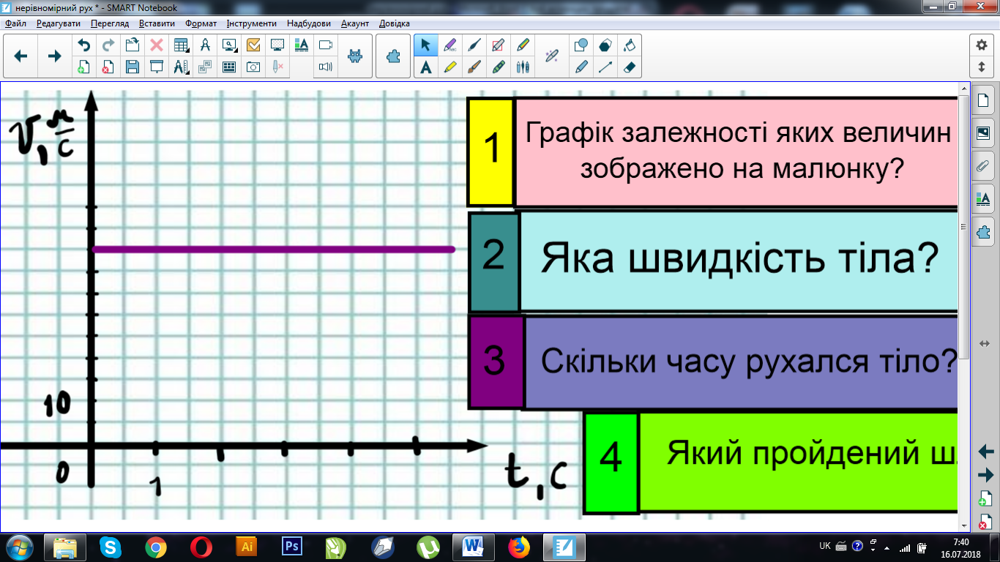 нерівномірний рух * - SMART Notebook
Файл Редагувати Перегляд Вставити Формат Інструменти Надбудови Акаунт Довідка
V, м/с
10
0
1
t, c
1
Графік залежності яких величин
зображено на малюнку?
2
Яка швидкість тіла?
3
Скільки часу рухался тіло?
4
Який пройдений ш
Ai
Ps
UK
7:40
16.07.2018